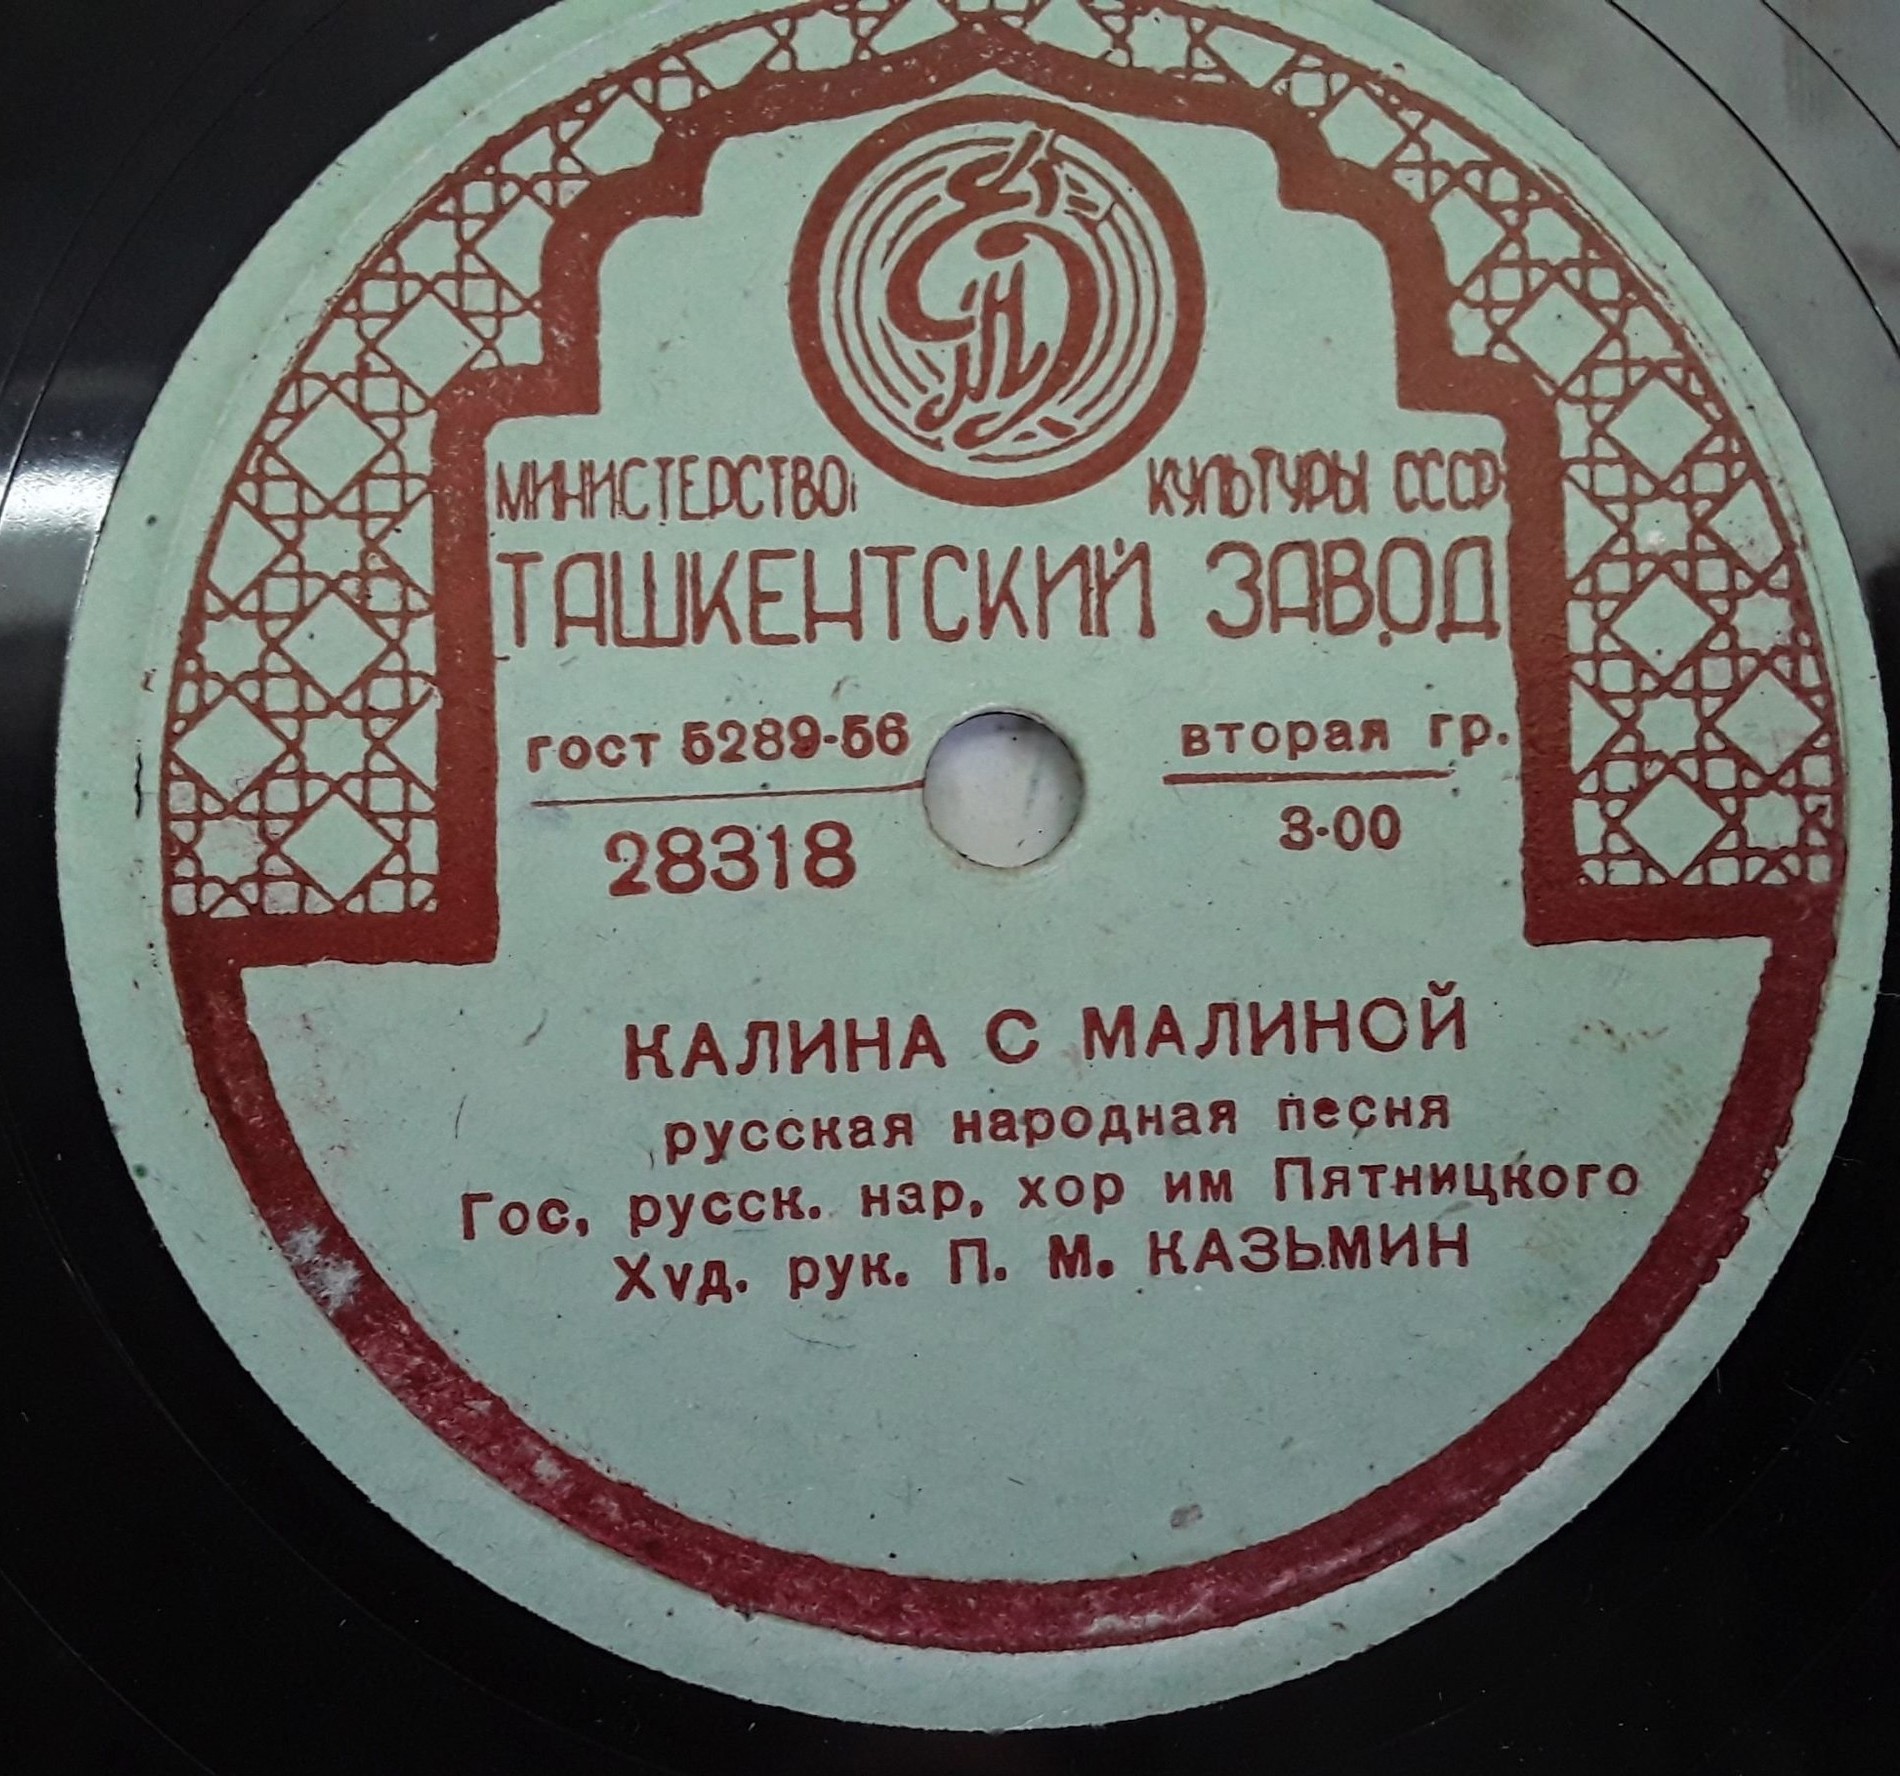 МИНИСТЕРСТВО КУЛЬТУРЫ СССР
ТАШКЕНТСКИЙ ЗАВОД
гост 5289-56 вторая гр.
28318 3-00
КАЛИНА С МАЛИНОЙ
русская народная песня
Гос, русск. нар, хор им Пятницкого
Худ. рук. П. М. КАЗЬМИН